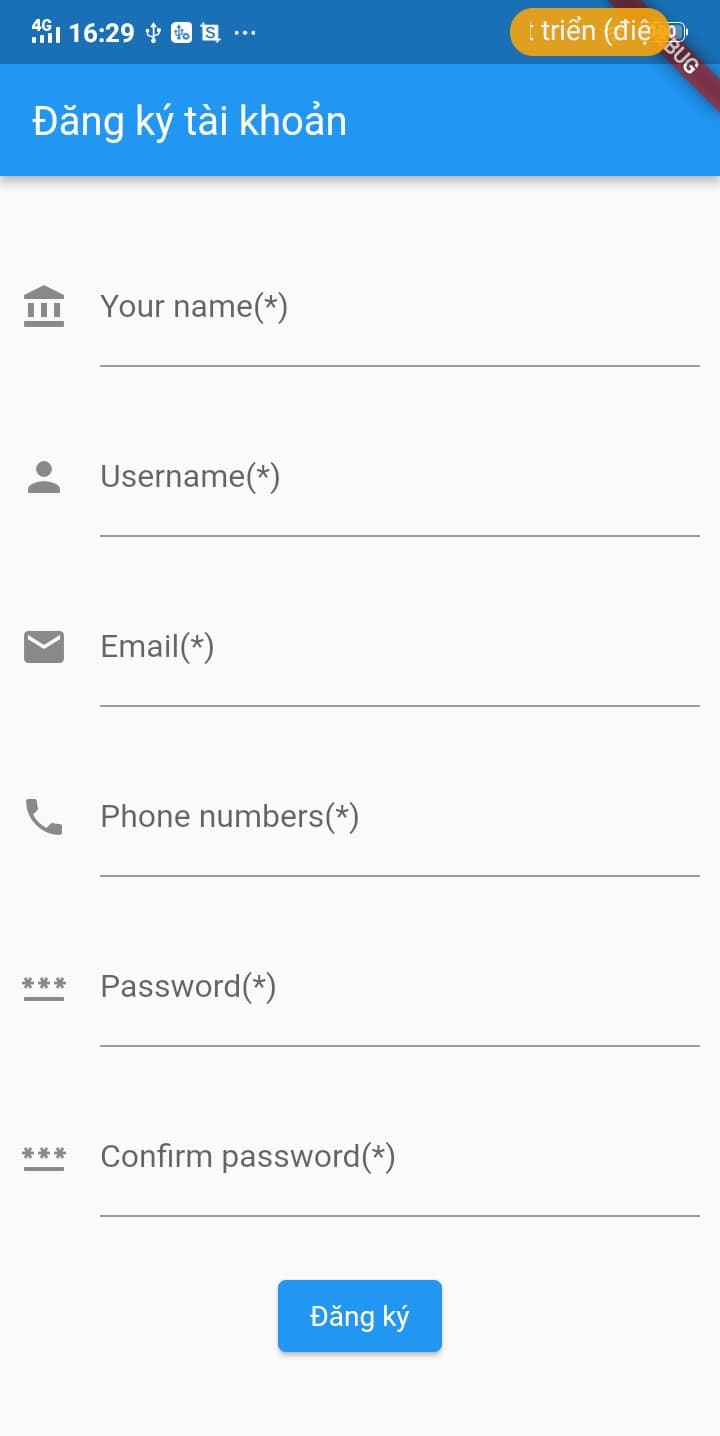 4G
16:29
triển (điệ
Đăng ký tài khoản
Your name(*)
Username(*)
Email(*)
Phone numbers(*)
Password(*)
***
Confirm password(*)
***
Đăng ký